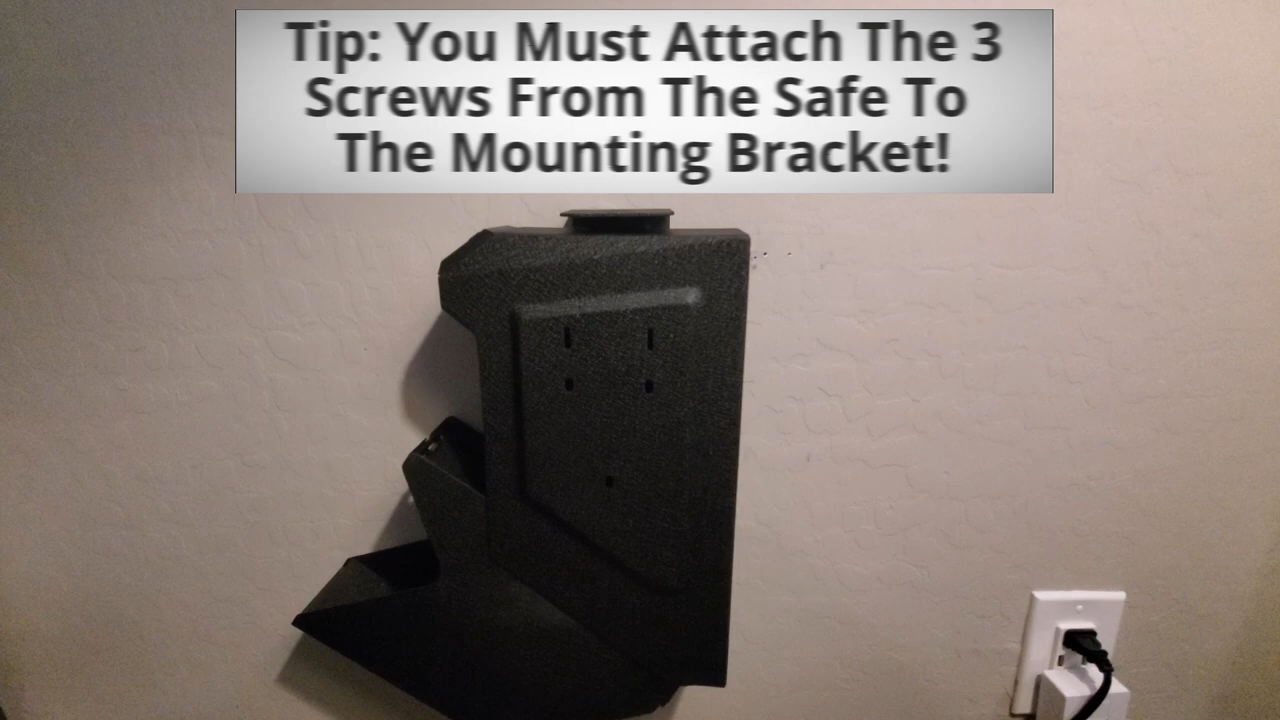 Tip: You Must Attach The 3
Screws From The Safe To
The Mounting Bracket!